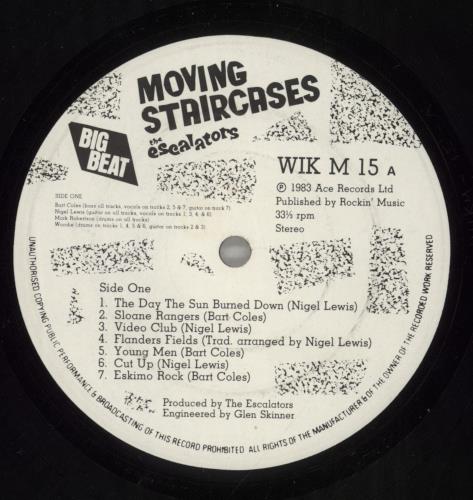 MOVING
STAIRCASES
the
escalators
BIG
BEAT
WIK M 15 A
℗ 1983 Ace Records Ltd
Published by Rockin' Music
33⅓ rpm
Stereo
SIDE ONE
Bart Coles (bass all tracks, vocals on tracks 2, 5 & 7, guitar on track 7)
Nigel Lewis (guitar on all tracks, vocals on tracks 1, 3, 4, & 6)
Mark Robertson (drums on all tracks)
Woodie (drums on tracks 1, 4, 5 & 6, guitar on tracks 2 & 3)
Side One
1. The Day The Sun Burned Down (Nigel Lewis)
2. Sloane Rangers (Bart Coles)
3. Video Club (Nigel Lewis)
4. Flanders Fields (Trad. arranged by Nigel Lewis)
5. Young Men (Bart Coles)
6. Cut Up (Nigel Lewis)
7. Eskimo Rock (Bart Coles)
Produced by The Escalators
Engineered by Glen Skinner
UNAUTHORISED COPYING PUBLIC PERFORMANCE & BROADCASTING OF THIS RECORD PROHIBITED ALL RIGHTS OF THE MANUFACTURER & OF THE OWNER OF THE RECORDED WORK RESERVED